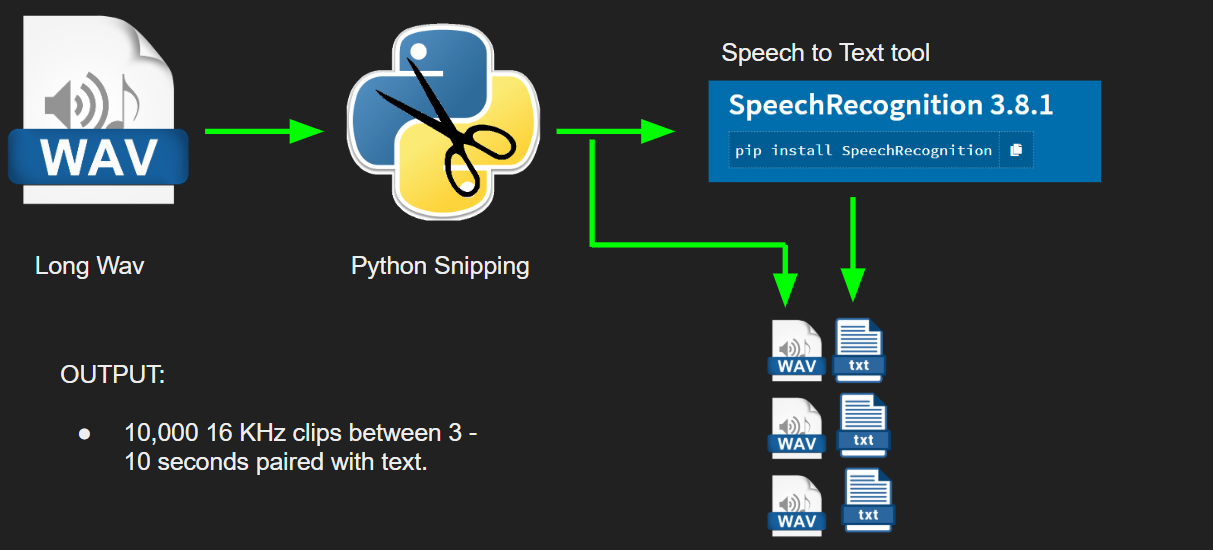 WAV
Long Wav
Python Snipping
Speech to Text tool
SpeechRecognition 3.8.1
pip install SpeechRecognition
OUTPUT:
● 10,000 16 KHz clips between 3 -
10 seconds paired with text.
WAV
txt
WAV
txt
WAV
txt